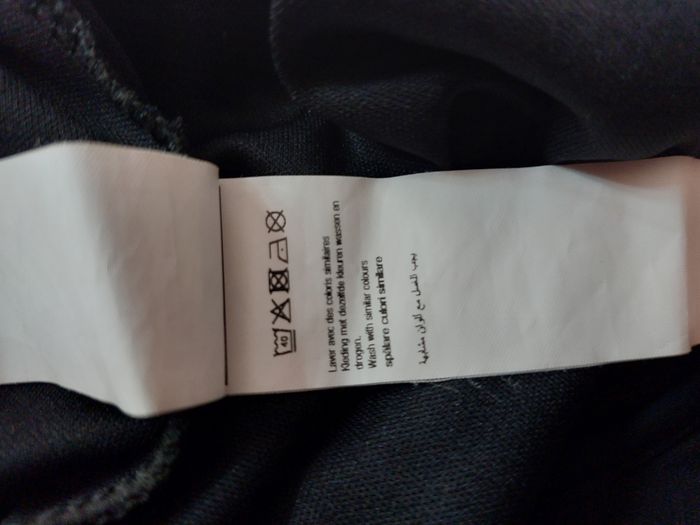 40
Laver avec des coloris similaires
Kleding met dezelfde kleuren wassen en
drogen.
Wash with similar colours
spălare culori similare
يجب الغسل مع ألوان مشابهة